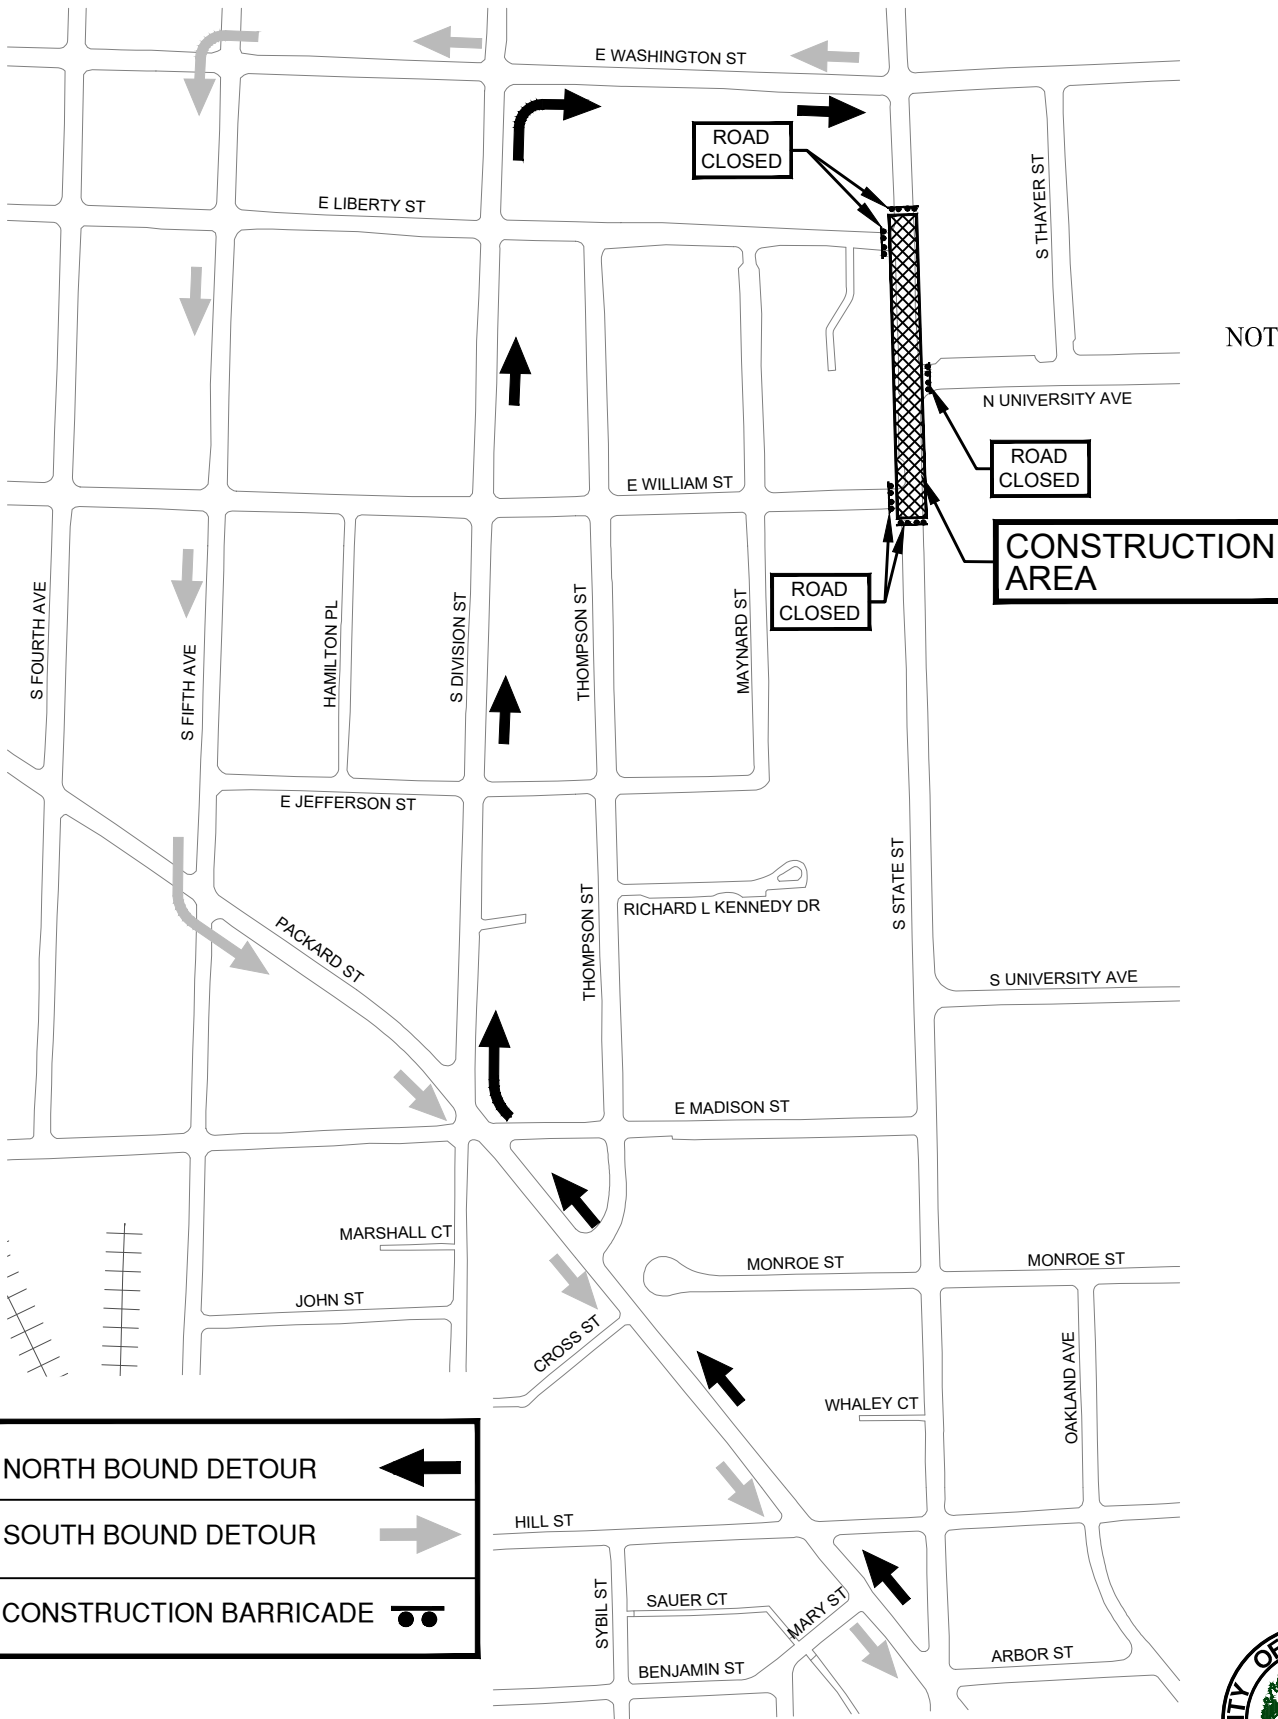 E WASHINGTON ST
ROAD
CLOSED
E LIBERTY ST
S THAYER ST
NOT
N UNIVERSITY AVE
ROAD
CLOSED
E WILLIAM ST
CONSTRUCTION
AREA
ROAD
CLOSED
S FOURTH AVE
S FIFTH AVE
HAMILTON PL
S DIVISION ST
THOMPSON ST
MAYNARD ST
E JEFFERSON ST
S STATE ST
THOMPSON ST
RICHARD L KENNEDY DR
PACKARD ST
S UNIVERSITY AVE
E MADISON ST
MARSHALL CT
MONROE ST
MONROE ST
JOHN ST
CROSS ST
OAKLAND AVE
WHALEY CT
NORTH BOUND DETOUR
SOUTH BOUND DETOUR
CONSTRUCTION BARRICADE
HILL ST
SYBIL ST
SAUER CT
MARY ST
BENJAMIN ST
ARBOR ST
ITY OF